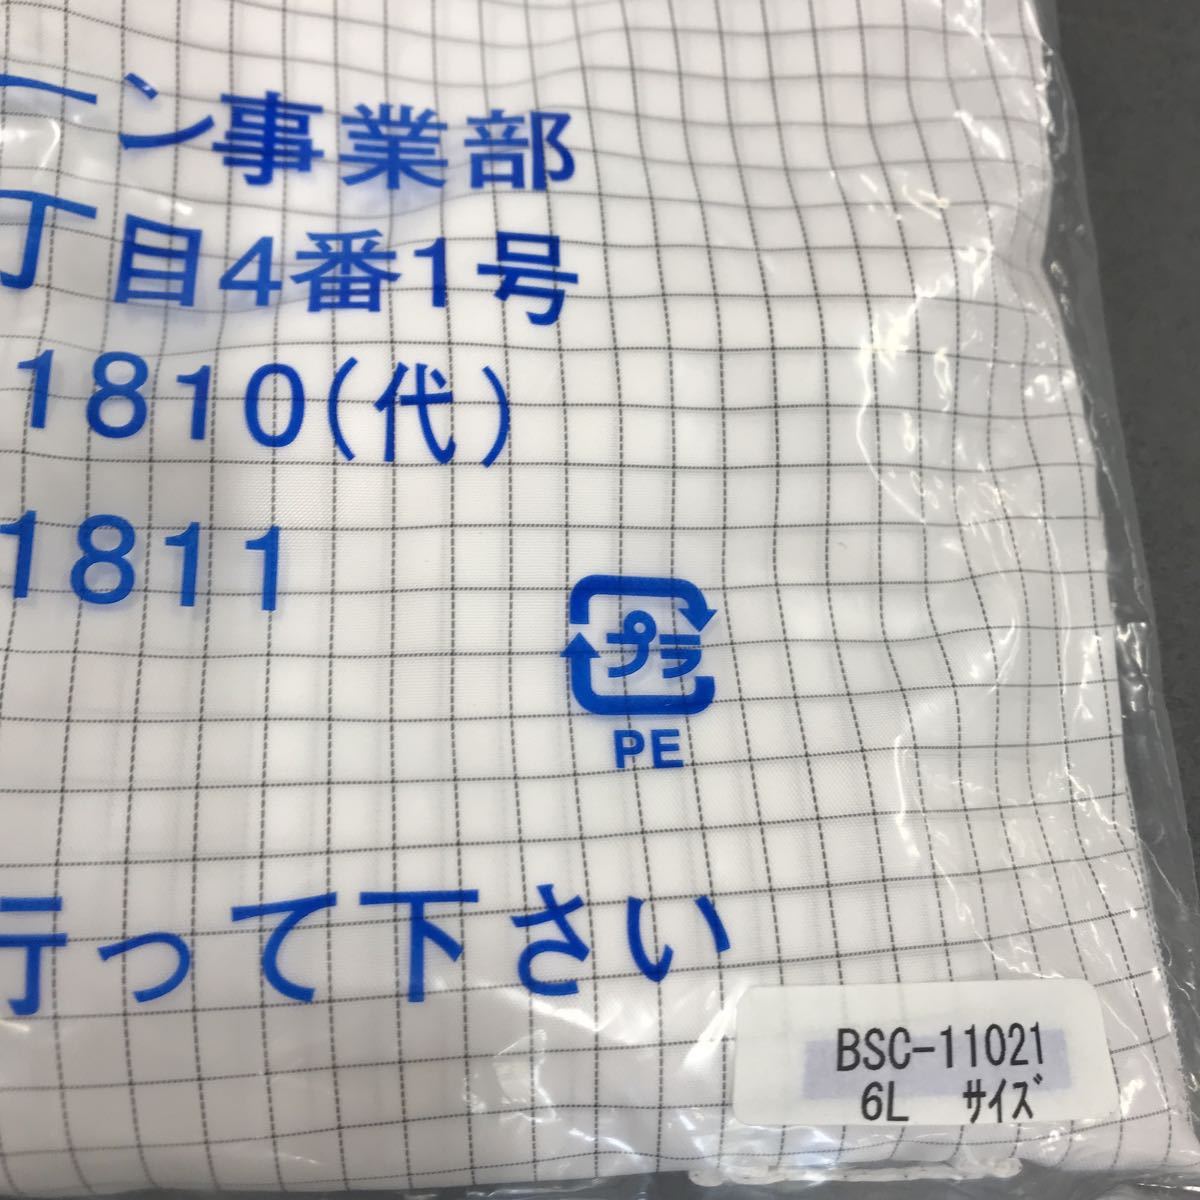 ーン事業部
丁目4番1号
1810(代)
1811
プラ
PE
行って下さい
BSC-11021
6L サイズ